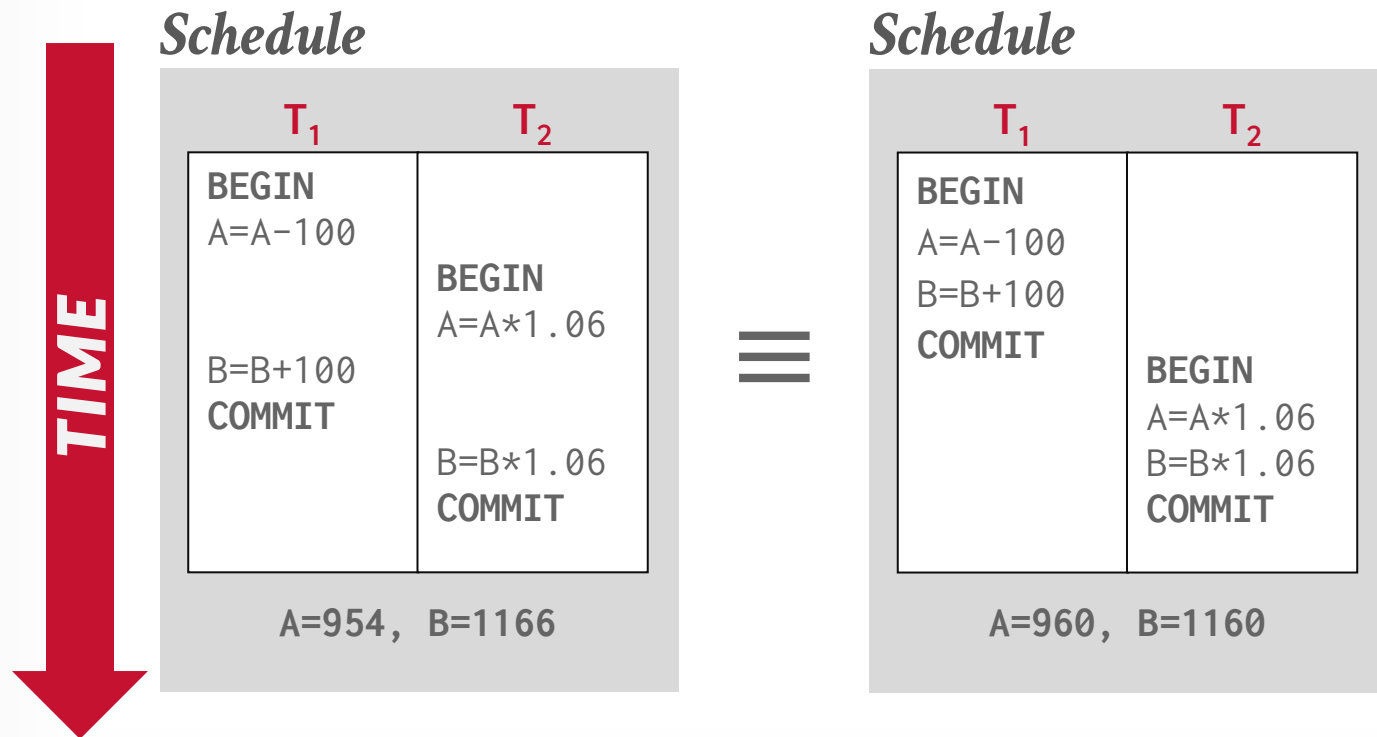 TIME
Schedule
T1
T2
BEGIN
A=A-100
BEGIN
A=A*1.06
B=B+100
COMMIT
B=B*1.06
COMMIT
A=954, B=1166
≡
Schedule
T1
T2
BEGIN
A=A-100
B=B+100
COMMIT
BEGIN
A=A*1.06
B=B*1.06
COMMIT
A=960, B=1160